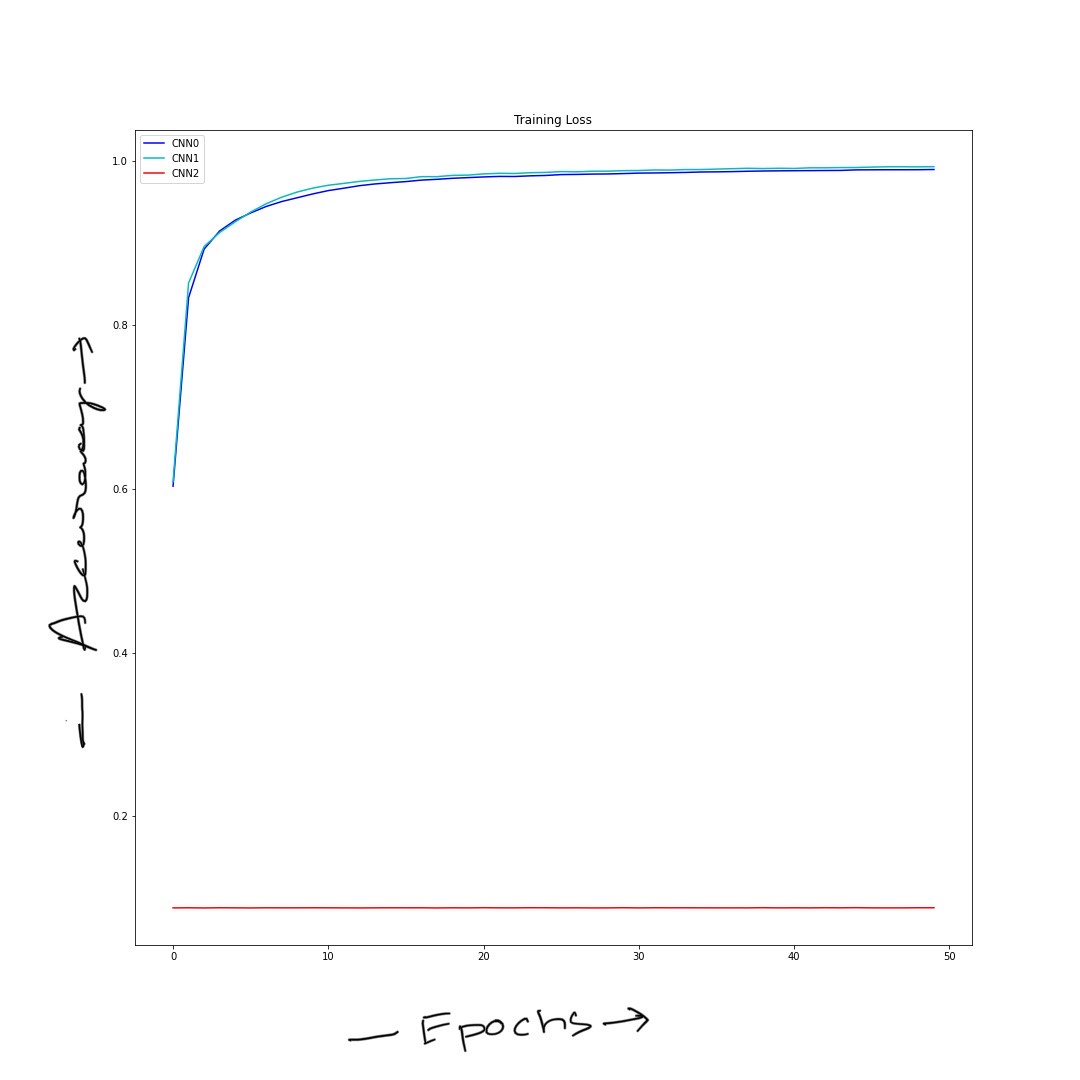 Training Loss
CNN0
CNN1
CNN2
1.0
0.8
0.6
0.4
0.2
0 10 20 30 40 50
— Accuracy →
— Epochs →